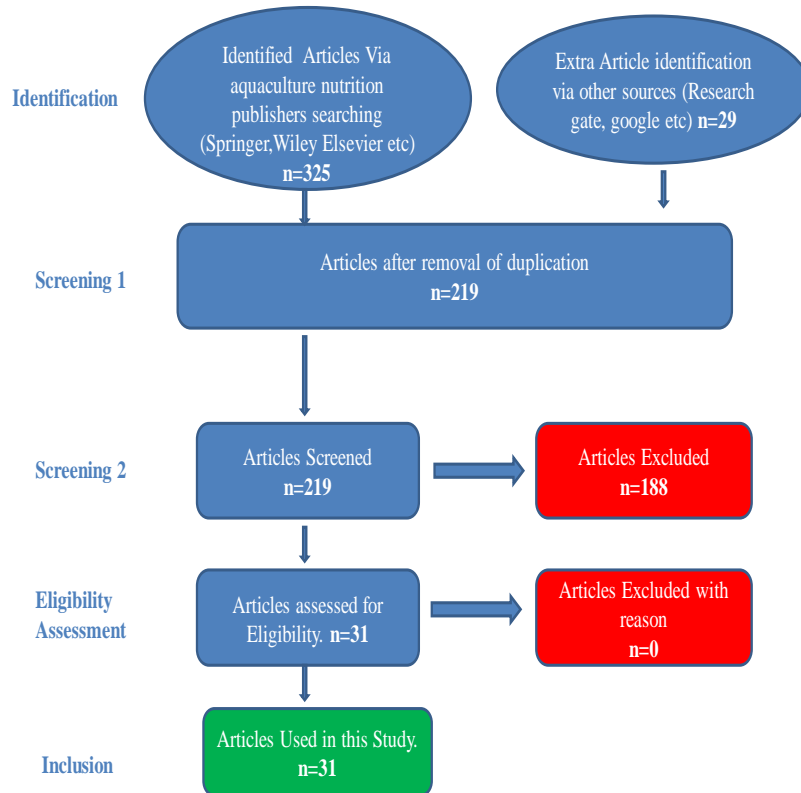 Identification
Identified Articles Via
aquaculture nutrition
publishers searching
(Springer,Wiley Elsevier etc)
n=325
Extra Article identification
via other sources (Research
gate, google etc) n=29
Screening 1
Articles after removal of duplication
n=219
Screening 2
Articles Screened
n=219
Articles Excluded
n=188
Eligibility
Assessment
Articles assessed for
Eligibility. n=31
Articles Excluded with
reason
n=0
Inclusion
Articles Used in this Study.
n=31